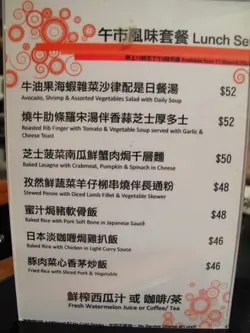 午市風味套餐 Lunch Set
牛油果海蝦雜菜沙律配是日餐湯 $52
Avocado, Shrimp & Assorted Vegetables Salad with Daily Soup
燒牛肋條羅宋湯伴香蒜芝士厚多士 $52
Roasted Rib Finger with Tomato & Vegetable Soup served with Garlic & Cheese Toast
芝士菠菜南瓜鮮蟹肉焗千層麵 $50
Baked Lasagna with Crabmeat, Pumpkin & Spinach in Cheese
孜然鮮蔬菜羊仔柳串燒伴長通粉 $48
Stewed Penne with Diced Lamb Fillet & Vegetable Skewer
蜜汁焗豬軟骨飯 $48
Baked Rice with Pork Soft Bone in Japanese Sauce
日本淡咖喱焗雞扒飯 $46
Baked Rice with Chicken in Light Curry Sauce
豚肉菜心香茅炒飯 $46
Fried Rice with Sliced Pork & Vegetable
鮮榨西瓜汁 或 咖啡/茶
Fresh Watermelon Juice or Coffee/ Tea